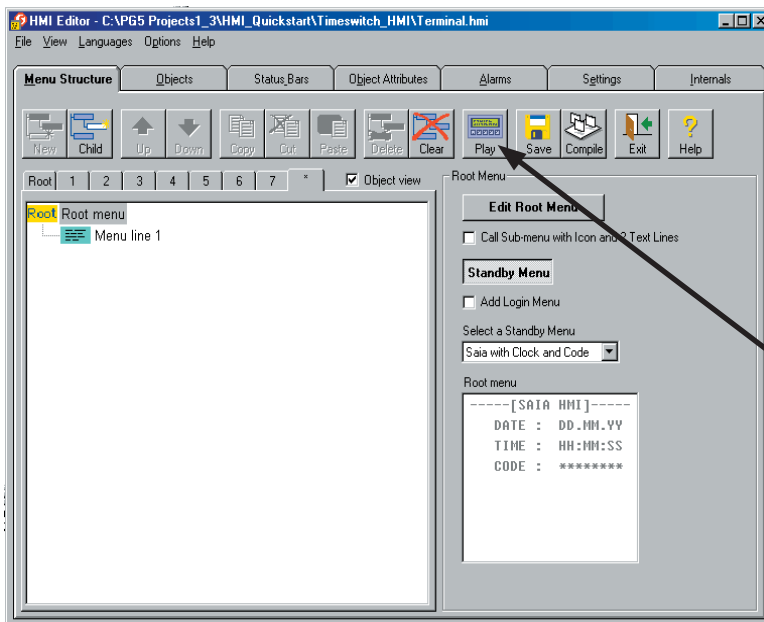 HMI Editor - C:\PG5 Projects1_3\HMI_Quickstart\Timeswitch_HMI\Terminal.hmi
File View Languages Options Help
Menu Structure Objects Status_Bars Object Attributes Alarms Settings Internals
New Child Up Down Copy Cut Paste Delete Clear Play Save Compile Exit Help
Root 1 2 3 4 5 6 7 * Object view
Root Root menu
Menu line 1
Root Menu
Edit Root Menu
Call Sub-menu with Icon and 2 Text Lines
Standby Menu
Add Login Menu
Select a Standby Menu
Saia with Clock and Code
Root menu
-----[SAIA HMI]-----
DATE : DD.MM.YY
TIME : HH:MM:SS
CODE : ********